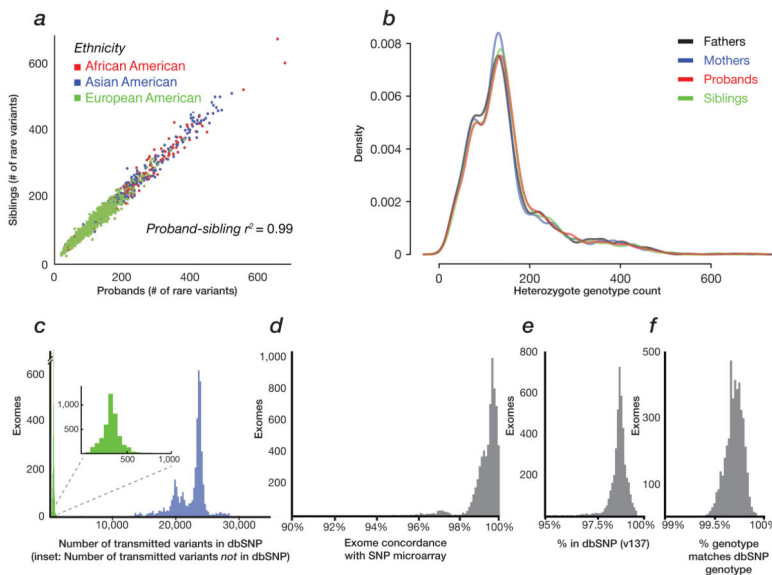 a
Ethnicity
African American
Asian American
European American
Siblings (# of rare variants)
600
400
200
0
Proband-sibling r² = 0.99
0
200
400
600
Probands (# of rare variants)
b
Fathers
Mothers
Probands
Siblings
Density
0.008
0.006
0.004
0.002
0
0
200
400
600
Heterozygote genotype count
c
Exomes
600
400
200
0
1,000
500
500
1,000
10,000
20,000
30,000
Number of transmitted variants in dbSNP
(inset: Number of transmitted variants not in dbSNP)
d
Exomes
1,000
800
600
400
200
90%
92%
94%
96%
98%
100%
Exome concordance
with SNP microarray
e
Exomes
800
600
400
200
95%
97.5%
100%
% in dbSNP (v137)
f
Exomes
500
300
100
99%
99.5%
100%
% genotype
matches dbSNP
genotype